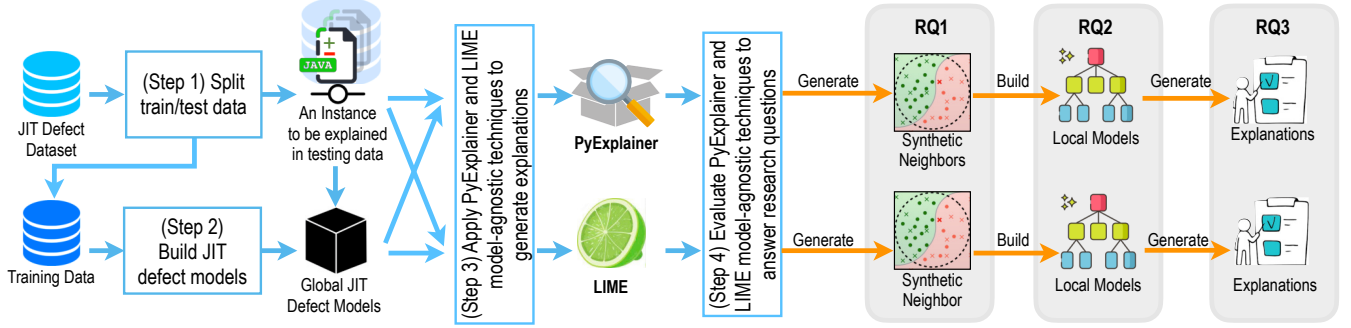 JIT Defect
Dataset
(Step 1) Split
train/test data
JAVA
An Instance
to be explained
in testing data
Training Data
(Step 2)
Build JIT
defect models
Global JIT
Defect Models
(Step 3) Apply PyExplainer and LIME
model-agnostic techniques to
generate explanations
PyExplainer
LIME
(Step 4) Evaluate PyExplainer and
LIME model-agnostic techniques to
answer research questions
Generate
RQ1
Synthetic
Neighbors
Build
RQ2
Local Models
Generate
RQ3
Explanations
Generate
Synthetic
Neighbor
Build
Local Models
Generate
Explanations